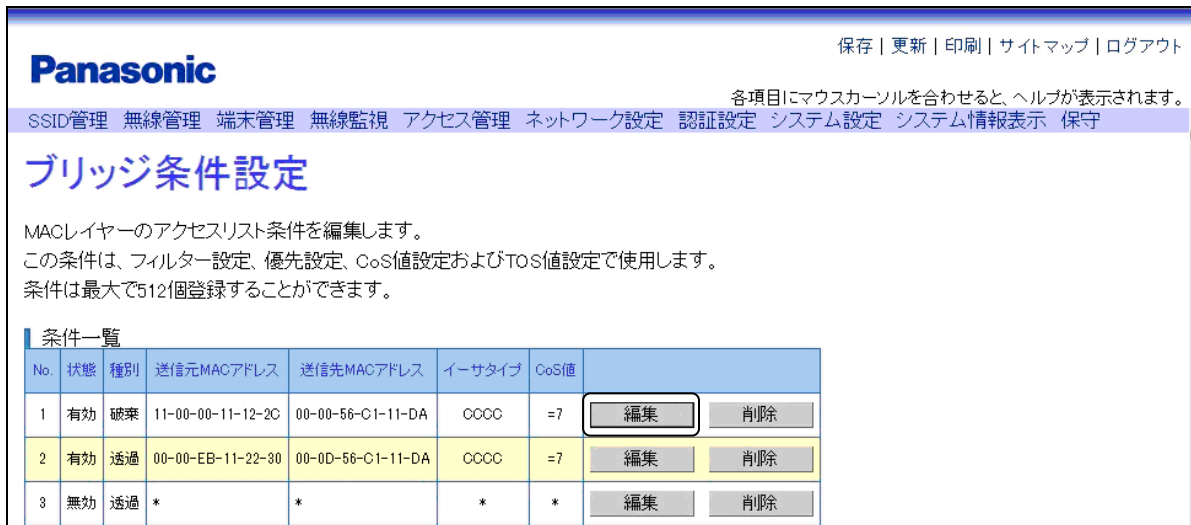 保存 | 更新 | 印刷 | サイトマップ | ログアウト
Panasonic
各項目にマウスカーソルを合わせると、ヘルプが表示されます。
SSID管理 無線管理 端末管理 無線監視 アクセス管理 ネットワーク設定 認証設定 システム設定 システム情報表示 保守
ブリッジ条件設定
MACレイヤーのアクセスリスト条件を編集します。
この条件は、フィルター設定、優先設定、CoS値設定およびTOS値設定で使用します。
条件は最大で512個登録することができます。
条件一覧
No. 状態 種別 送信元MACアドレス 送信先MACアドレス イーサタイプ CoS値
1 有効 破棄 11-00-00-11-12-2C 00-00-56-C1-11-DA CCCC =7 編集 削除
2 有効 透過 00-00-EB-11-22-30 00-0D-56-C1-11-DA CCCC =7 編集 削除
3 無効 透過 * * * * 編集 削除